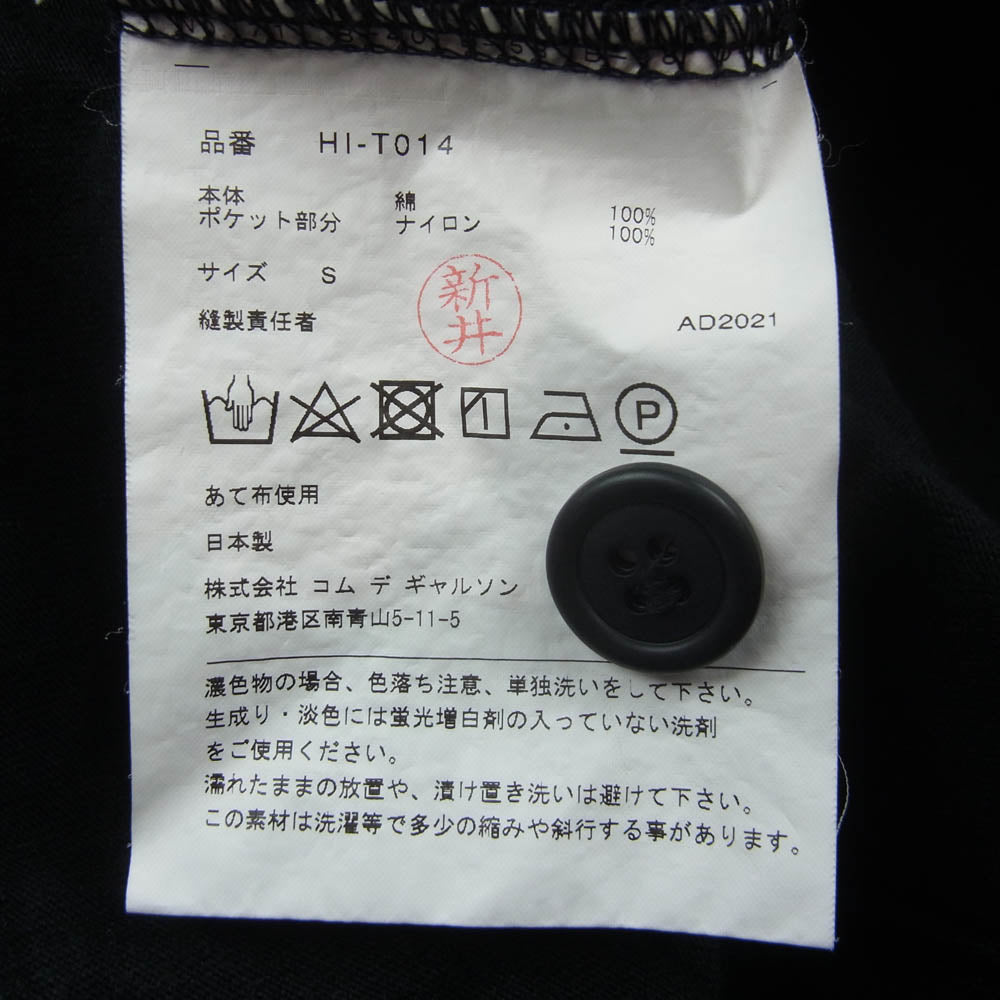 品番 HI-T014
本体 綿 100%
ポケット部分 ナイロン 100%
サイズ S
新井
縫製責任者 AD2021
P
あて布使用
日本製
株式会社 コム デ ギャルソン
東京都港区南青山5-11-5
濃色物の場合、色落ち注意、単独洗いをして下さい。
生成り・淡色には蛍光増白剤の入っていない洗剤
をご使用ください。
濡れたままの放置や、漬け置き洗いは避けて下さい。
この素材は洗濯等で多少の縮みや斜行する事があります。